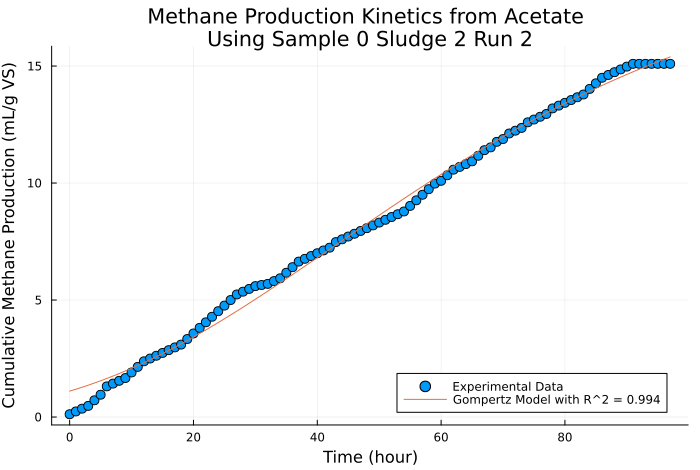 Methane Production Kinetics from Acetate
Using Sample 0 Sludge 2 Run 2
Cumulative Methane Production (mL/g VS)
15
10
5
0
Experimental Data
Gompertz Model with R^2 = 0.994
0
20
40
60
80
Time (hour)